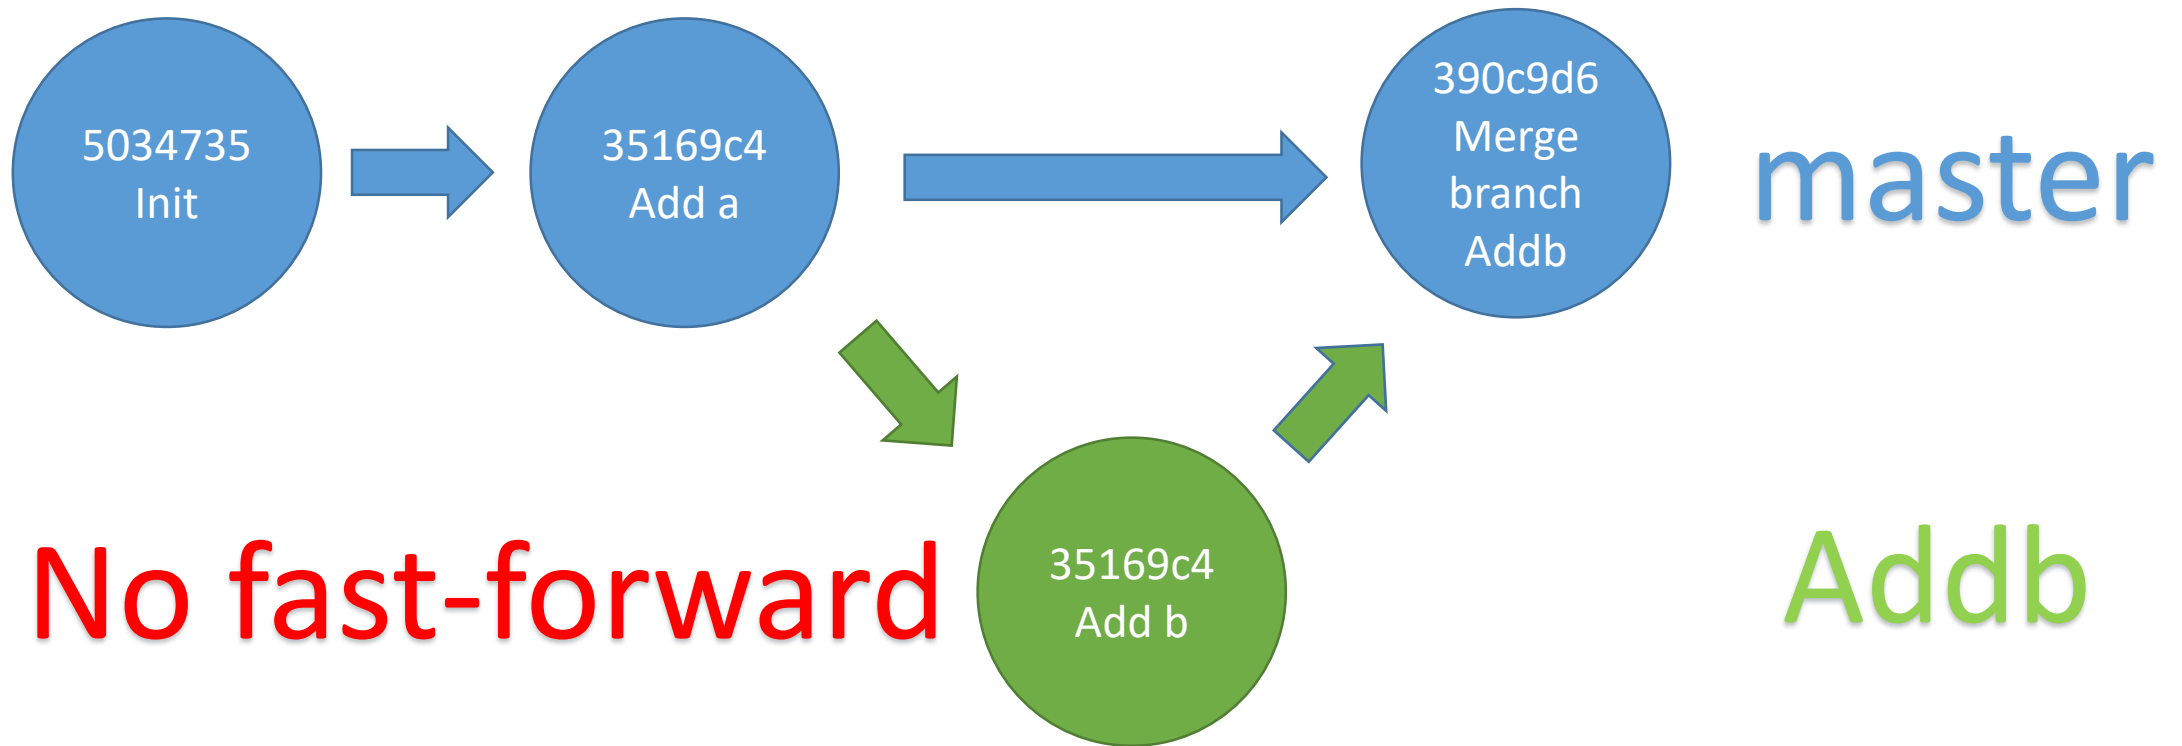 5034735
Init
35169c4
Add a
390c9d6
Merge
branch
Addb
master
No fast-forward
35169c4
Add b
Addb